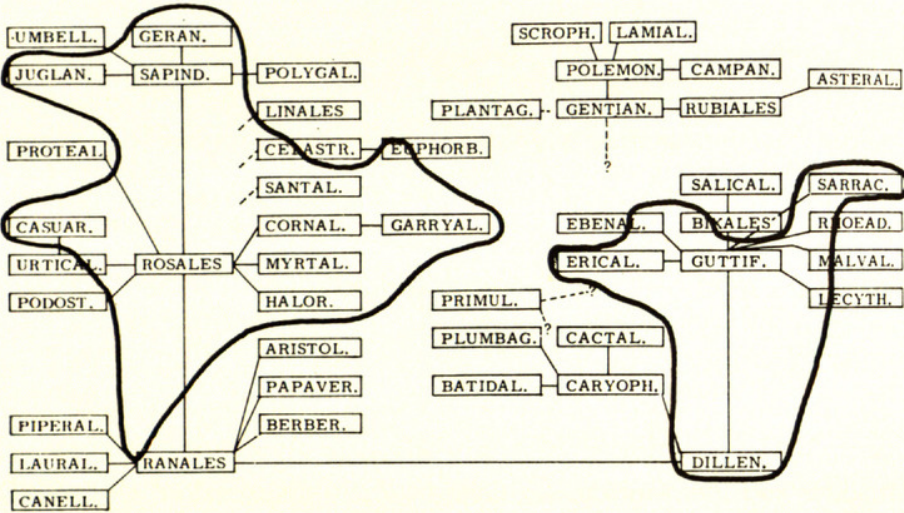 UMBELL.
GERAN.
JUGLAN.
SAPIND.
POLYGAL.
LINALES
PROTEAL.
CELASTR.
EUPHORB.
SANTAL.
CASUAR.
CORNAL.
GARRYAL.
URTICAL.
ROSALES
MYRTAL.
PODOST.
HALOR.
ARISTOL.
PAPAVER.
PIPERAL.
BERBER.
LAURAL.
RANALES
CANELL.
SCROPH.
LAMIAL.
POLEMON.
CAMPAN.
ASTERAL.
PLANTAG.
GENTIAN.
RUBIALES
?
SALICAL.
SARRAC.
EBENAL.
BIXALES
RHOEAD.
ERICAL.
GUTTIF.
MALVAL.
PRIMUL.
?
LECYTH.
?
PLUMBAG.
CACTAL.
BATIDAL.
CARYOPH.
DILLEN.